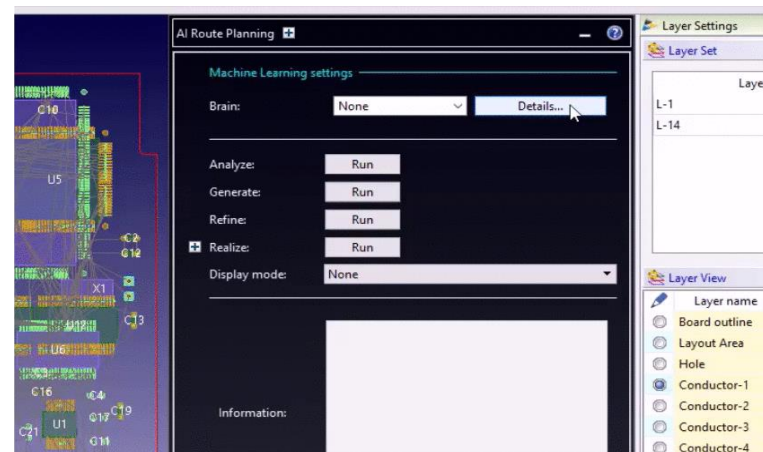 AI Route Planning
Machine Learning settings
Brain: None Details...
Analyze: Run
Generate: Run
Refine: Run
Realize: Run
Display mode: None
Information:
Layer Settings
Layer Set
Laye
L-1
L-14
Layer View
Layer name
Board outline
Layout Area
Hole
Conductor-1
Conductor-2
Conductor-3
Conductor-4
C10
U5
C2
G12
X1
C13
U6
C16
C4
C19
U1
C21